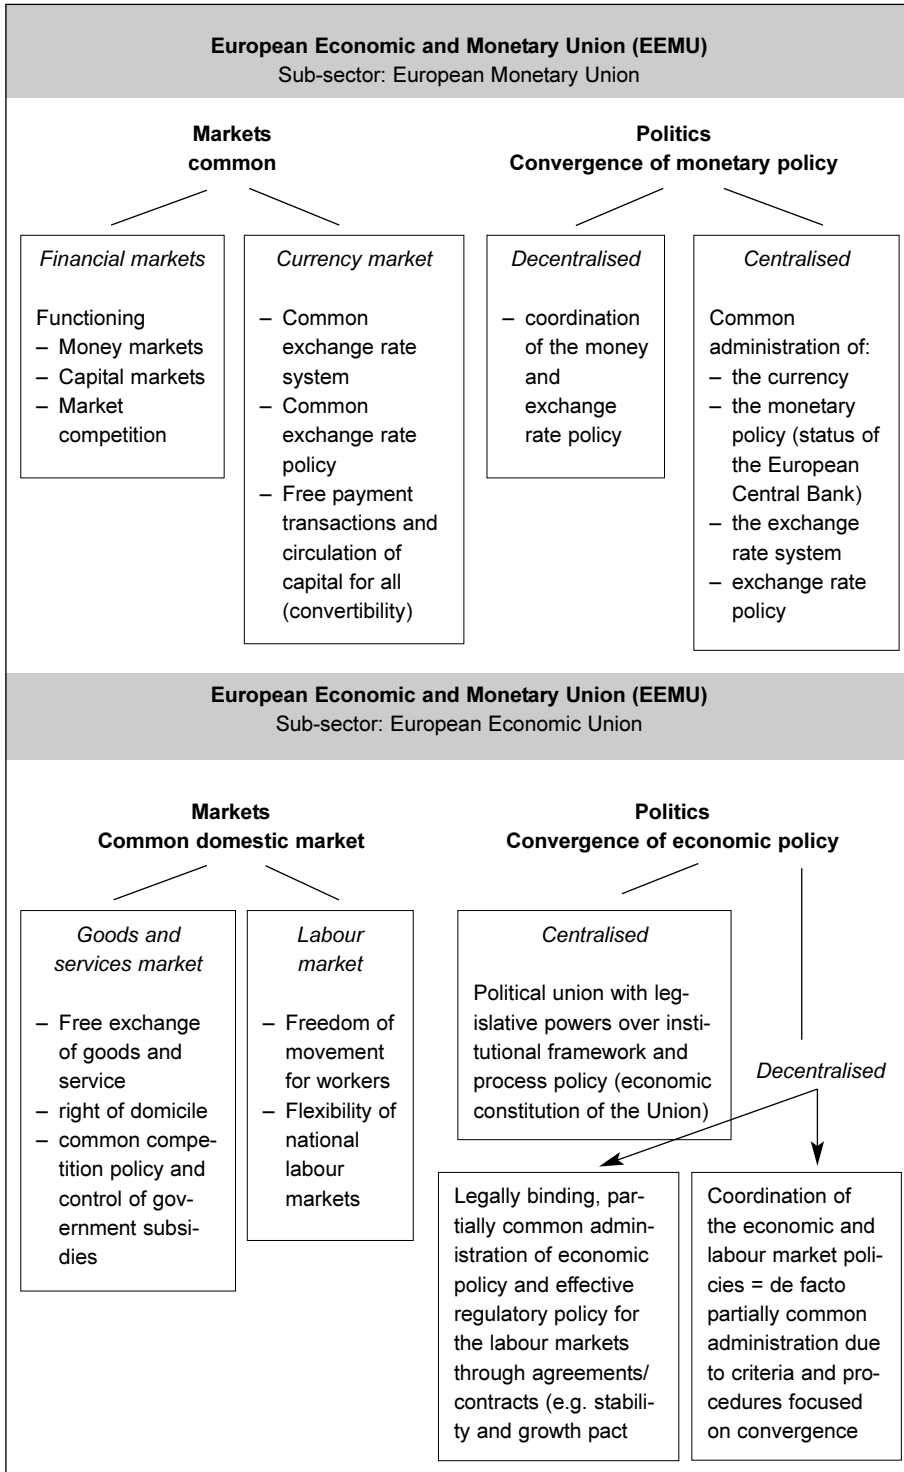 European Economic and Monetary Union (EEMU)
Sub-sector: European Monetary Union
Markets
common
Financial markets
Functioning
– Money markets
– Capital markets
– Market
competition
Currency market
– Common
exchange rate
system
– Common
exchange rate
policy
– Free payment
transactions and
circulation of
capital for all
(convertibility)
Politics
Convergence of monetary policy
Decentralised
– coordination
of the money
and
exchange
rate policy
Centralised
Common
administration of:
– the currency
– the monetary
policy (status of
the European
Central Bank)
– the exchange
rate system
– exchange rate
policy
European Economic and Monetary Union (EEMU)
Sub-sector: European Economic Union
Markets
Common domestic market
Goods and
services market
– Free exchange
of goods and
service
– right of domicile
– common compe-
tition policy and
control of gov-
ernment subsi-
dies
Labour
market
– Freedom of
movement
for workers
– Flexibility of
national
labour
markets
Politics
Convergence of economic policy
Centralised
Political union with leg-
islative powers over insti-
tutional framework and
process policy (economic
constitution of the Union)
Decentralised
Legally binding, par-
tially common admin-
istration of economic
policy and effective
regulatory policy for
the labour markets
through agreements/
contracts (e.g. stabili-
ty and growth pact
Coordination of
the economic and
labour market poli-
cies = de facto
partially common
administration due
to criteria and pro-
cedures focused
on convergence